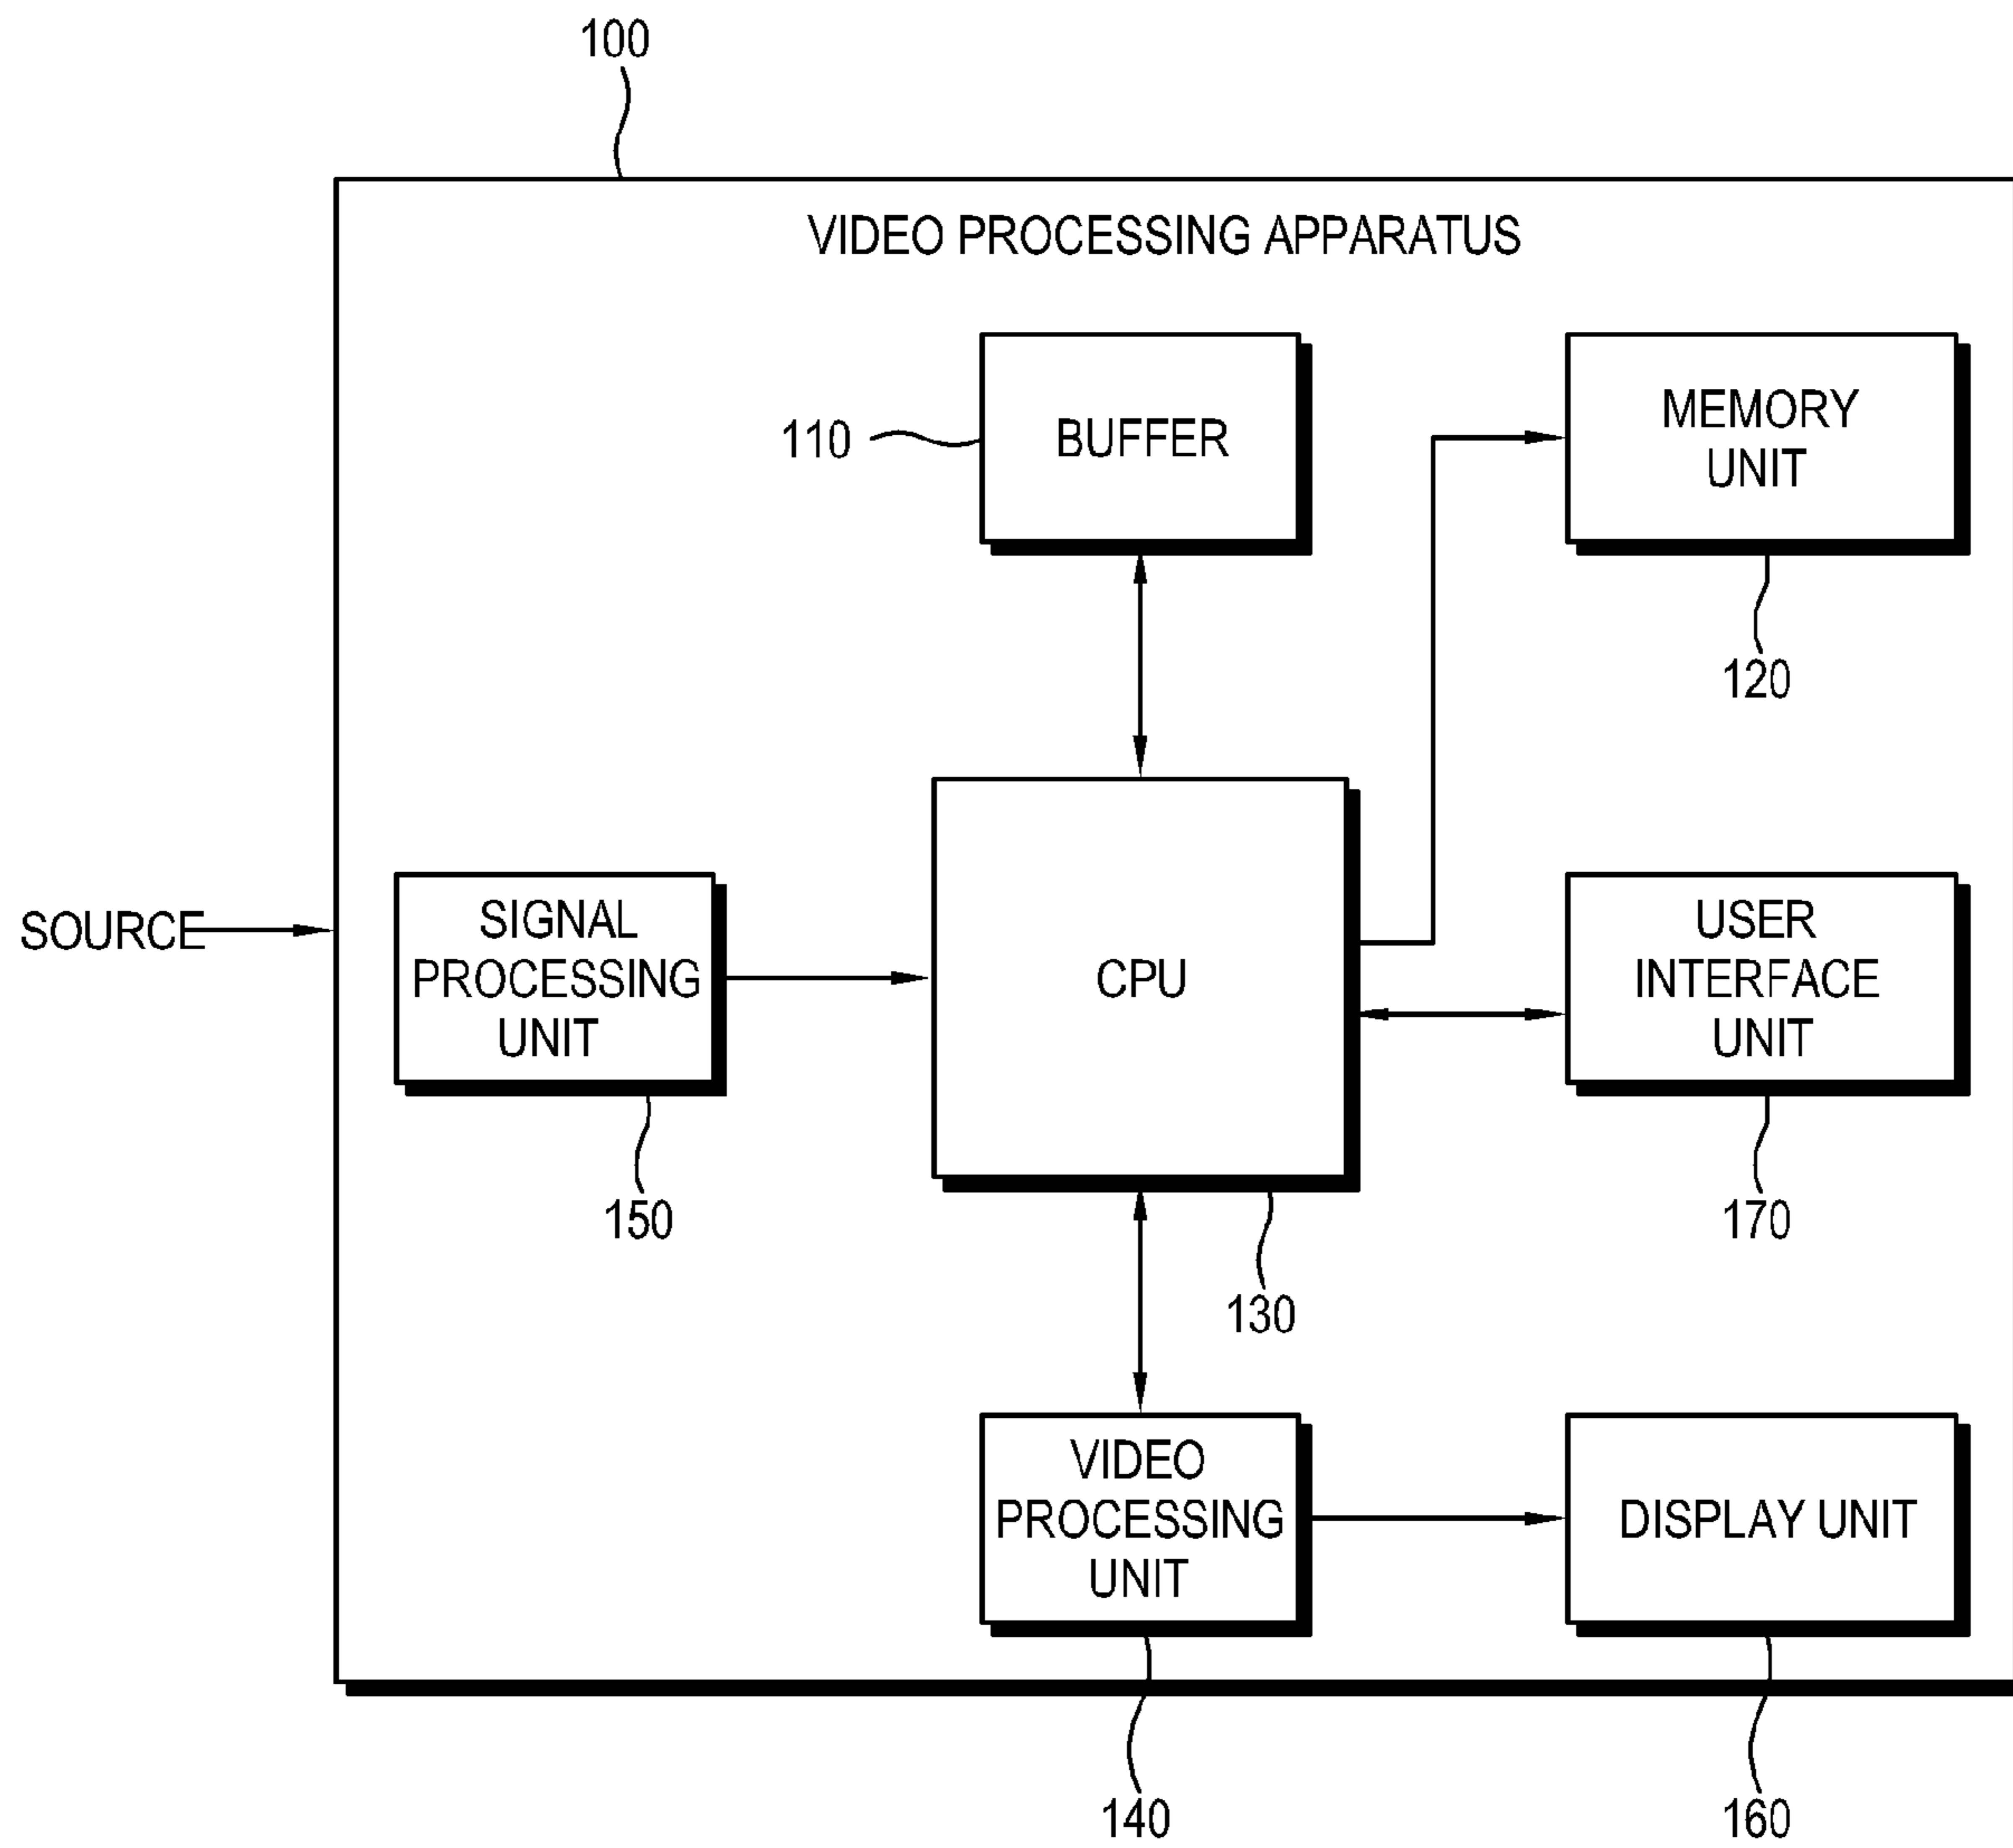 100
VIDEO PROCESSING APPARATUS
110
BUFFER
MEMORY
UNIT
120
SOURCE
SIGNAL
PROCESSING
UNIT
150
CPU
130
USER
INTERFACE
UNIT
170
VIDEO
PROCESSING
UNIT
140
DISPLAY UNIT
160